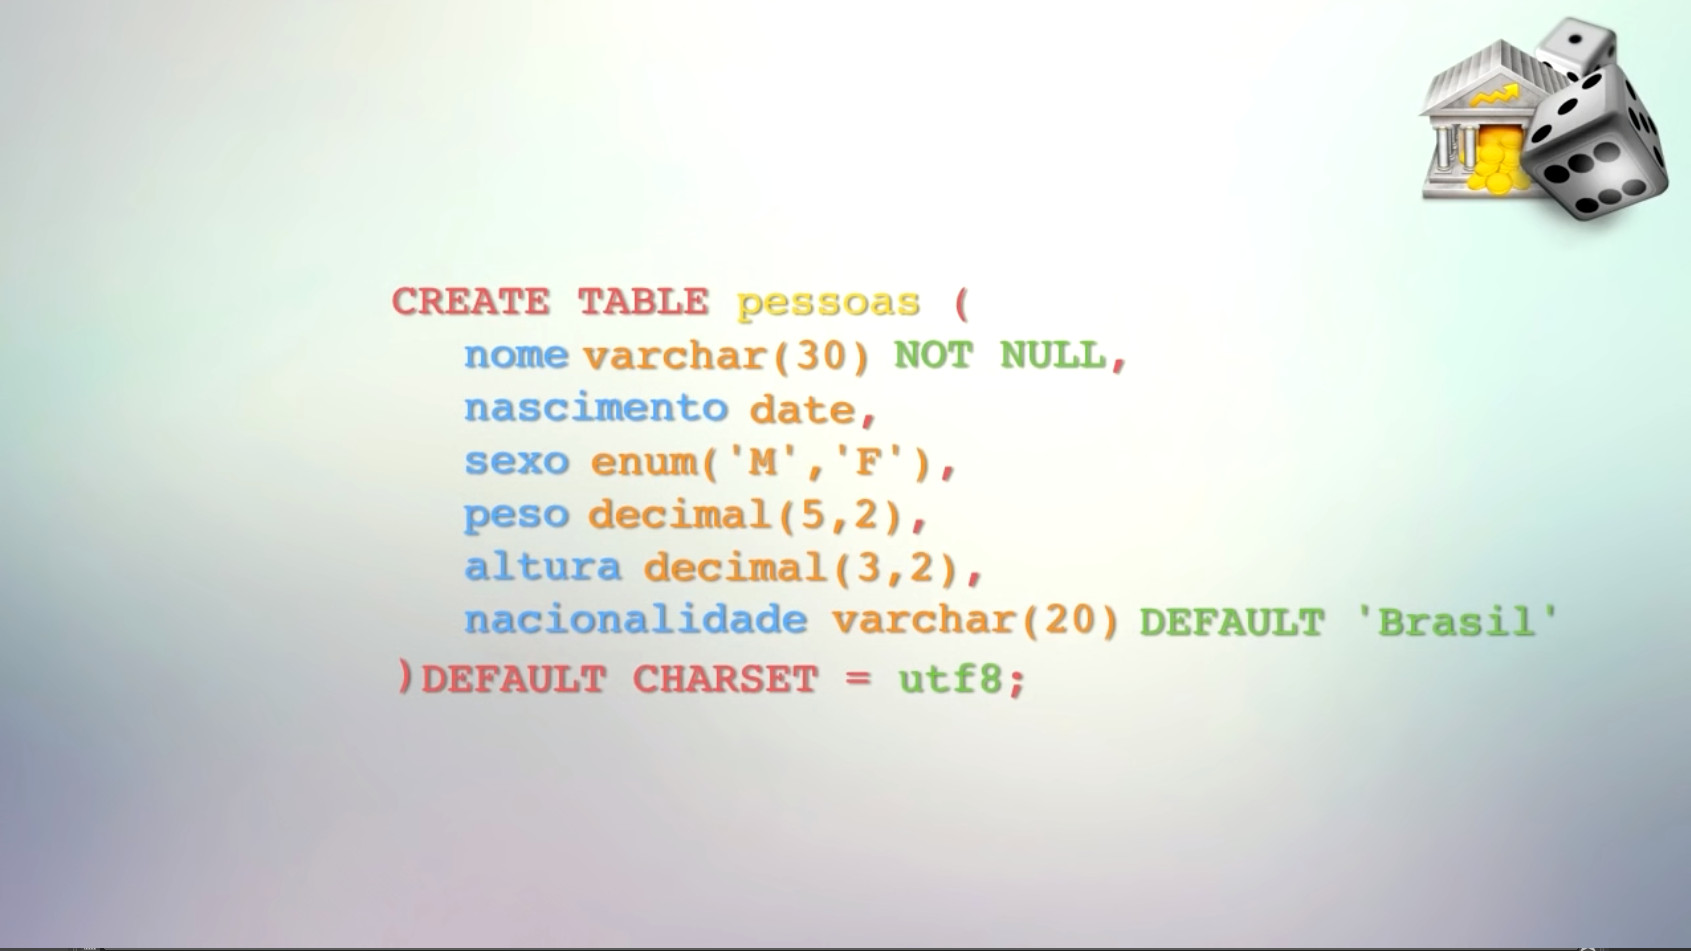 CREATE TABLE pessoas (
nome varchar(30) NOT NULL,
nascimento date,
sexo enum('M','F'),
peso decimal(5,2),
altura decimal(3,2),
nacionalidade varchar(20) DEFAULT 'Brasil'
)DEFAULT CHARSET = utf8;